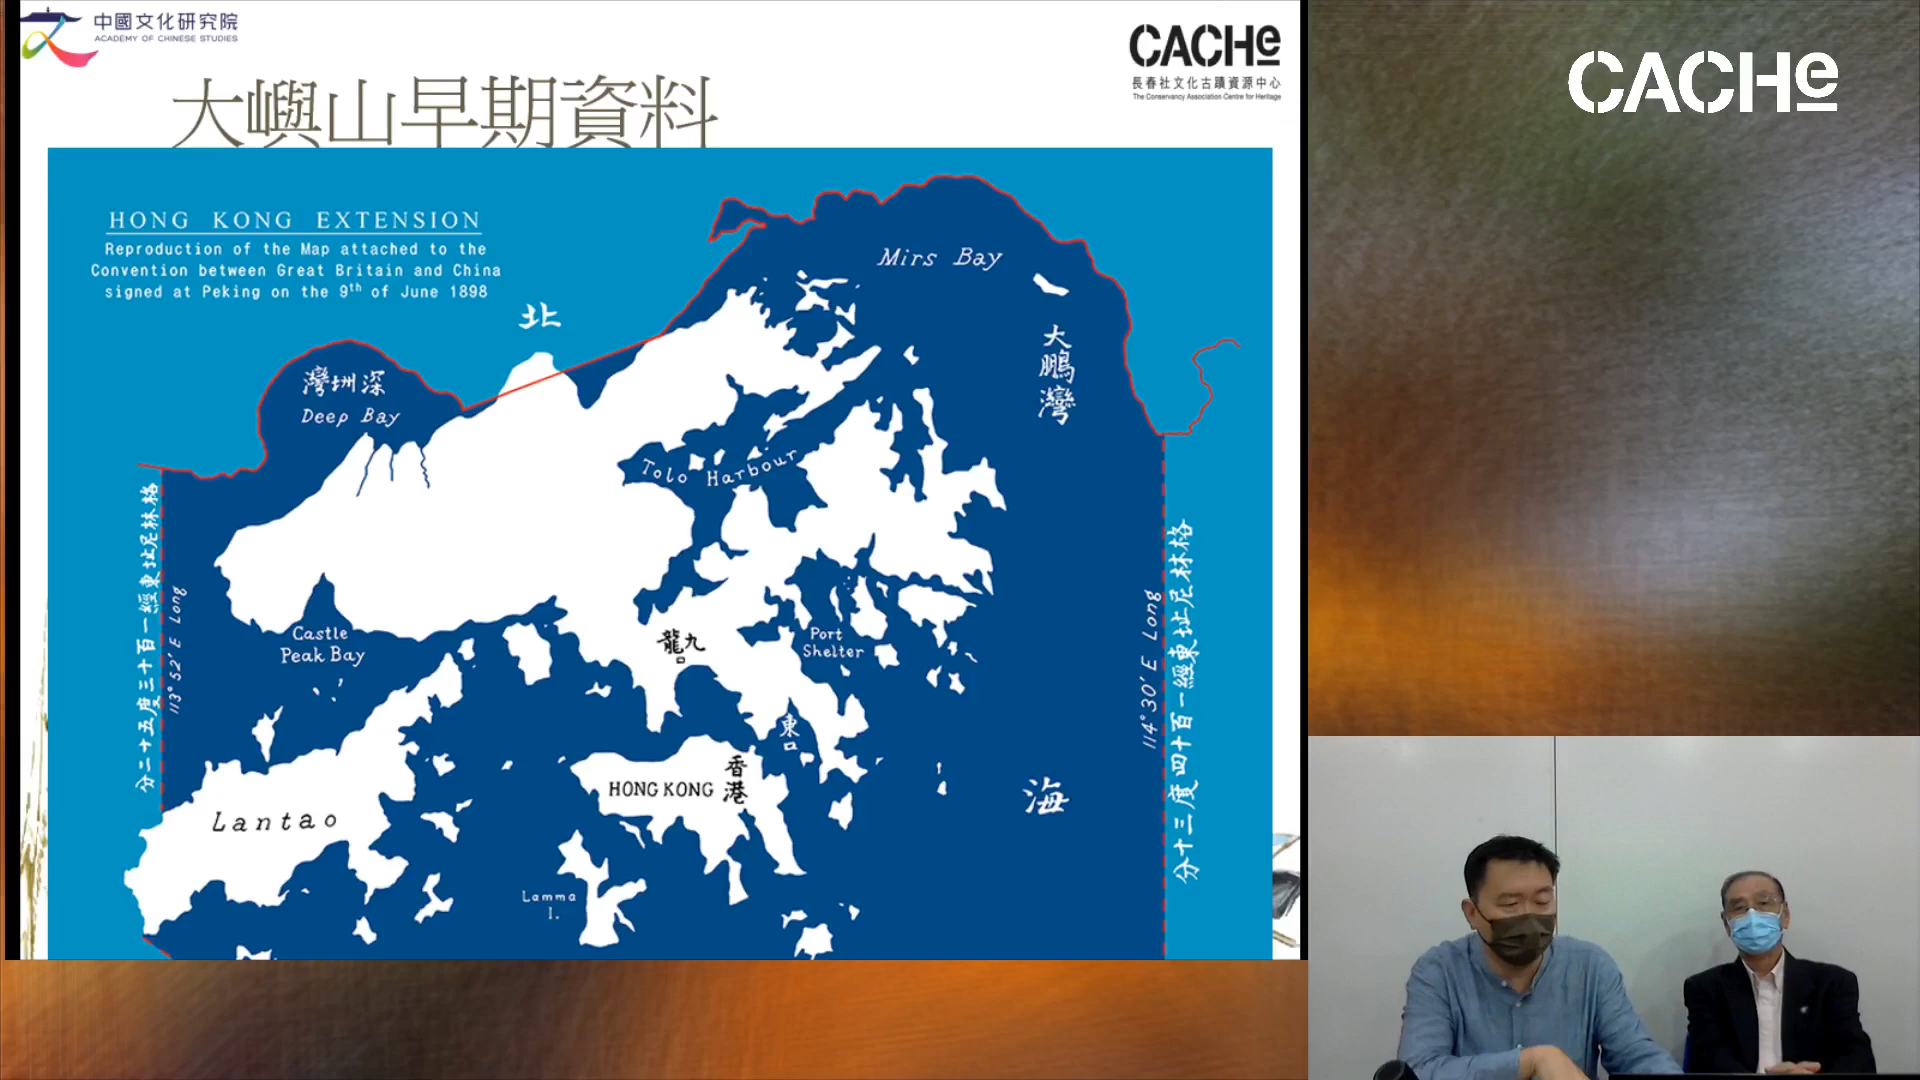 中國文化研究院
ACADEMY OF CHINESE STUDIES
CACHe
長春社文化古蹟資源中心
The Conservancy Association Centre for Heritage
CACHe
大嶼山早期資料
HONG KONG EXTENSION
Reproduction of the Map attached to the
Convention between Great Britain and China
signed at Peking on the 9th of June 1898
北
Mirs Bay
大鵬灣
灣圳深
Deep Bay
Tolo Harbour
格林尼址東經一百一十三度五十二分
113° 52' E Long
Castle
Peak Bay
龍九
Port
Shelter
東
香港
HONG KONG
海
114° 30' E Long
格林尼址東經一百一十四度三十分
Lantao
Lamma
I.